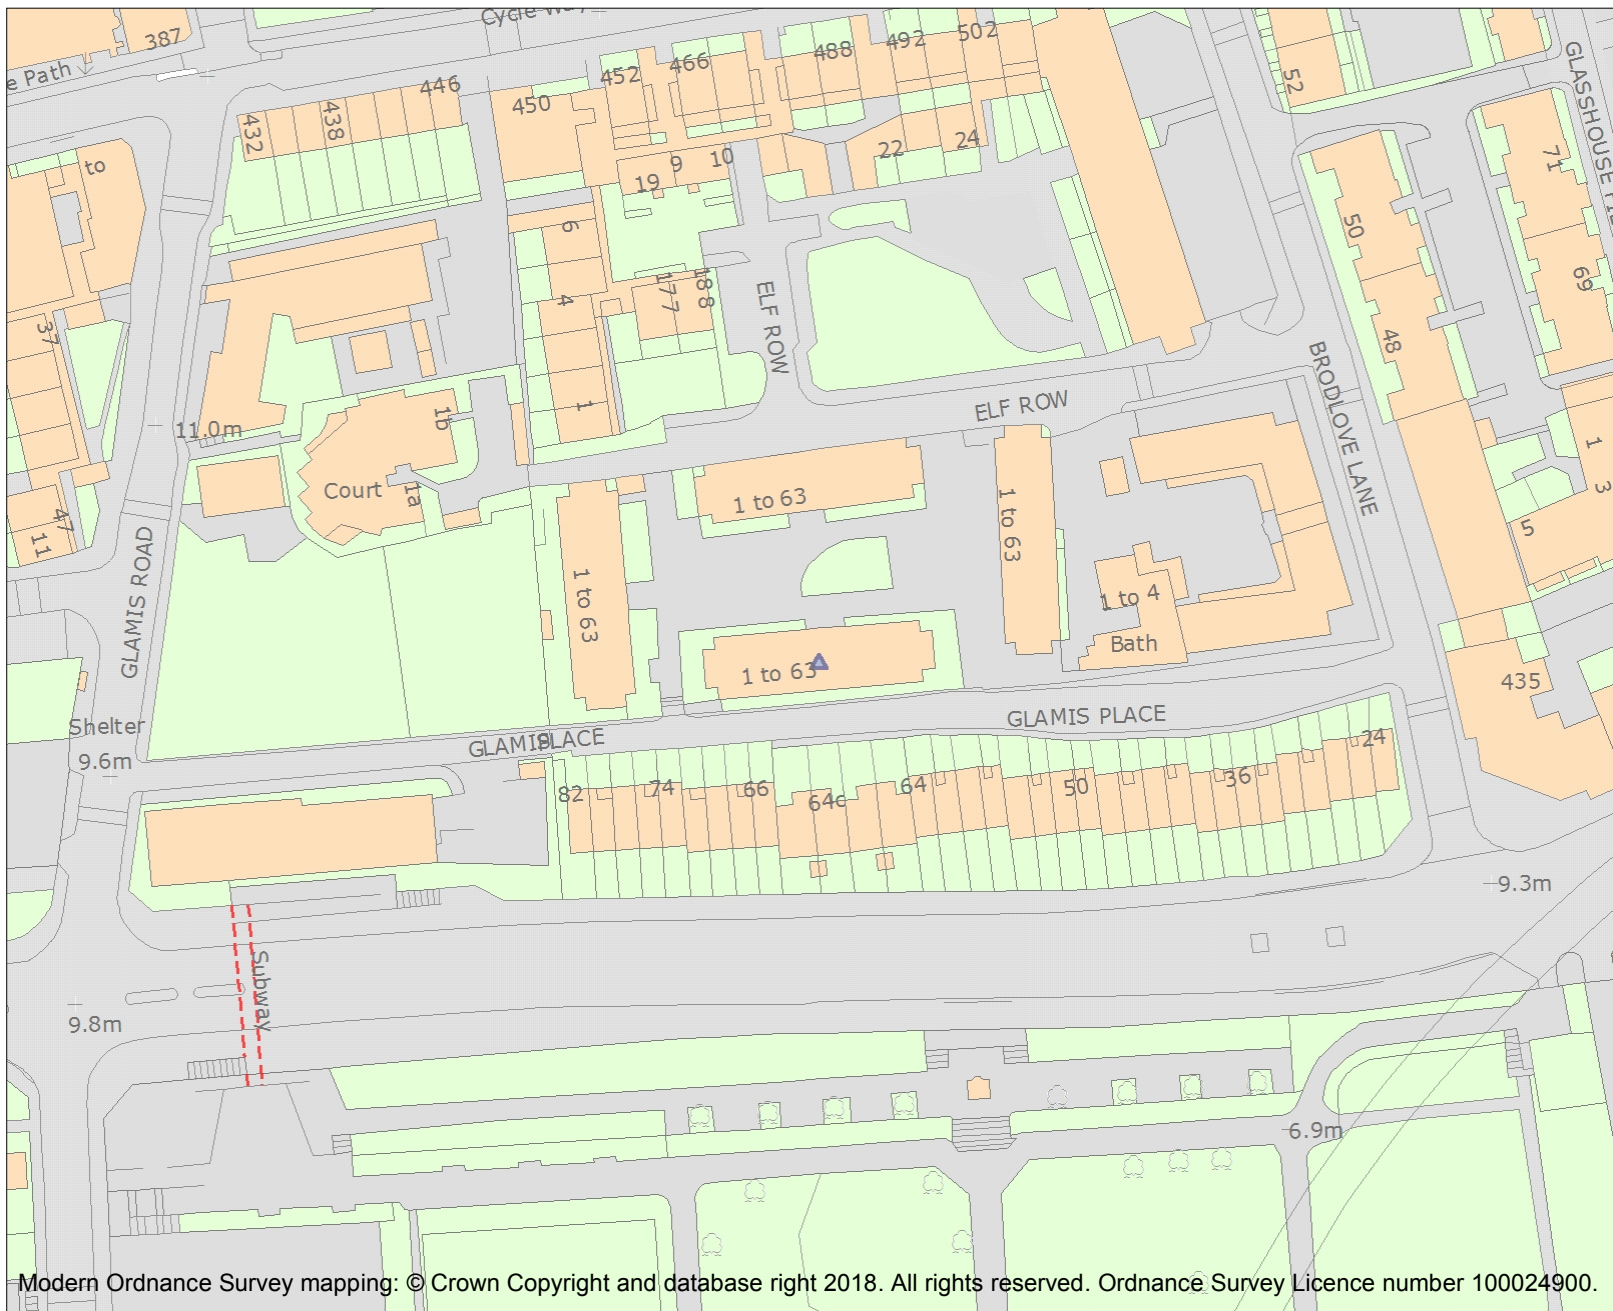 Cycle Way
387
e Path
446
450
452
466
488
492
502
52
GLASSHOUSE FIE
432
438
to
19
9
10
22
24
71
50
69
6
4
1
177
188
ELF ROW
37
48
BRODLOVE LANE
11.0m
1b
ELF ROW
Court
1a
1 to 63
1 to 63
1
3
5
47
11
GLAMIS ROAD
1 to 63
1 to 4
Bath
1 to 63
435
Shelter
9.6m
GLAMIS PLACE
GLAMIS PLACE
24
82
74
66
64c
64
50
36
9.3m
Subway
9.8m
6.9m
Modern Ordnance Survey mapping: © Crown Copyright and database right 2018. All rights reserved. Ordnance Survey Licence number 100024900.